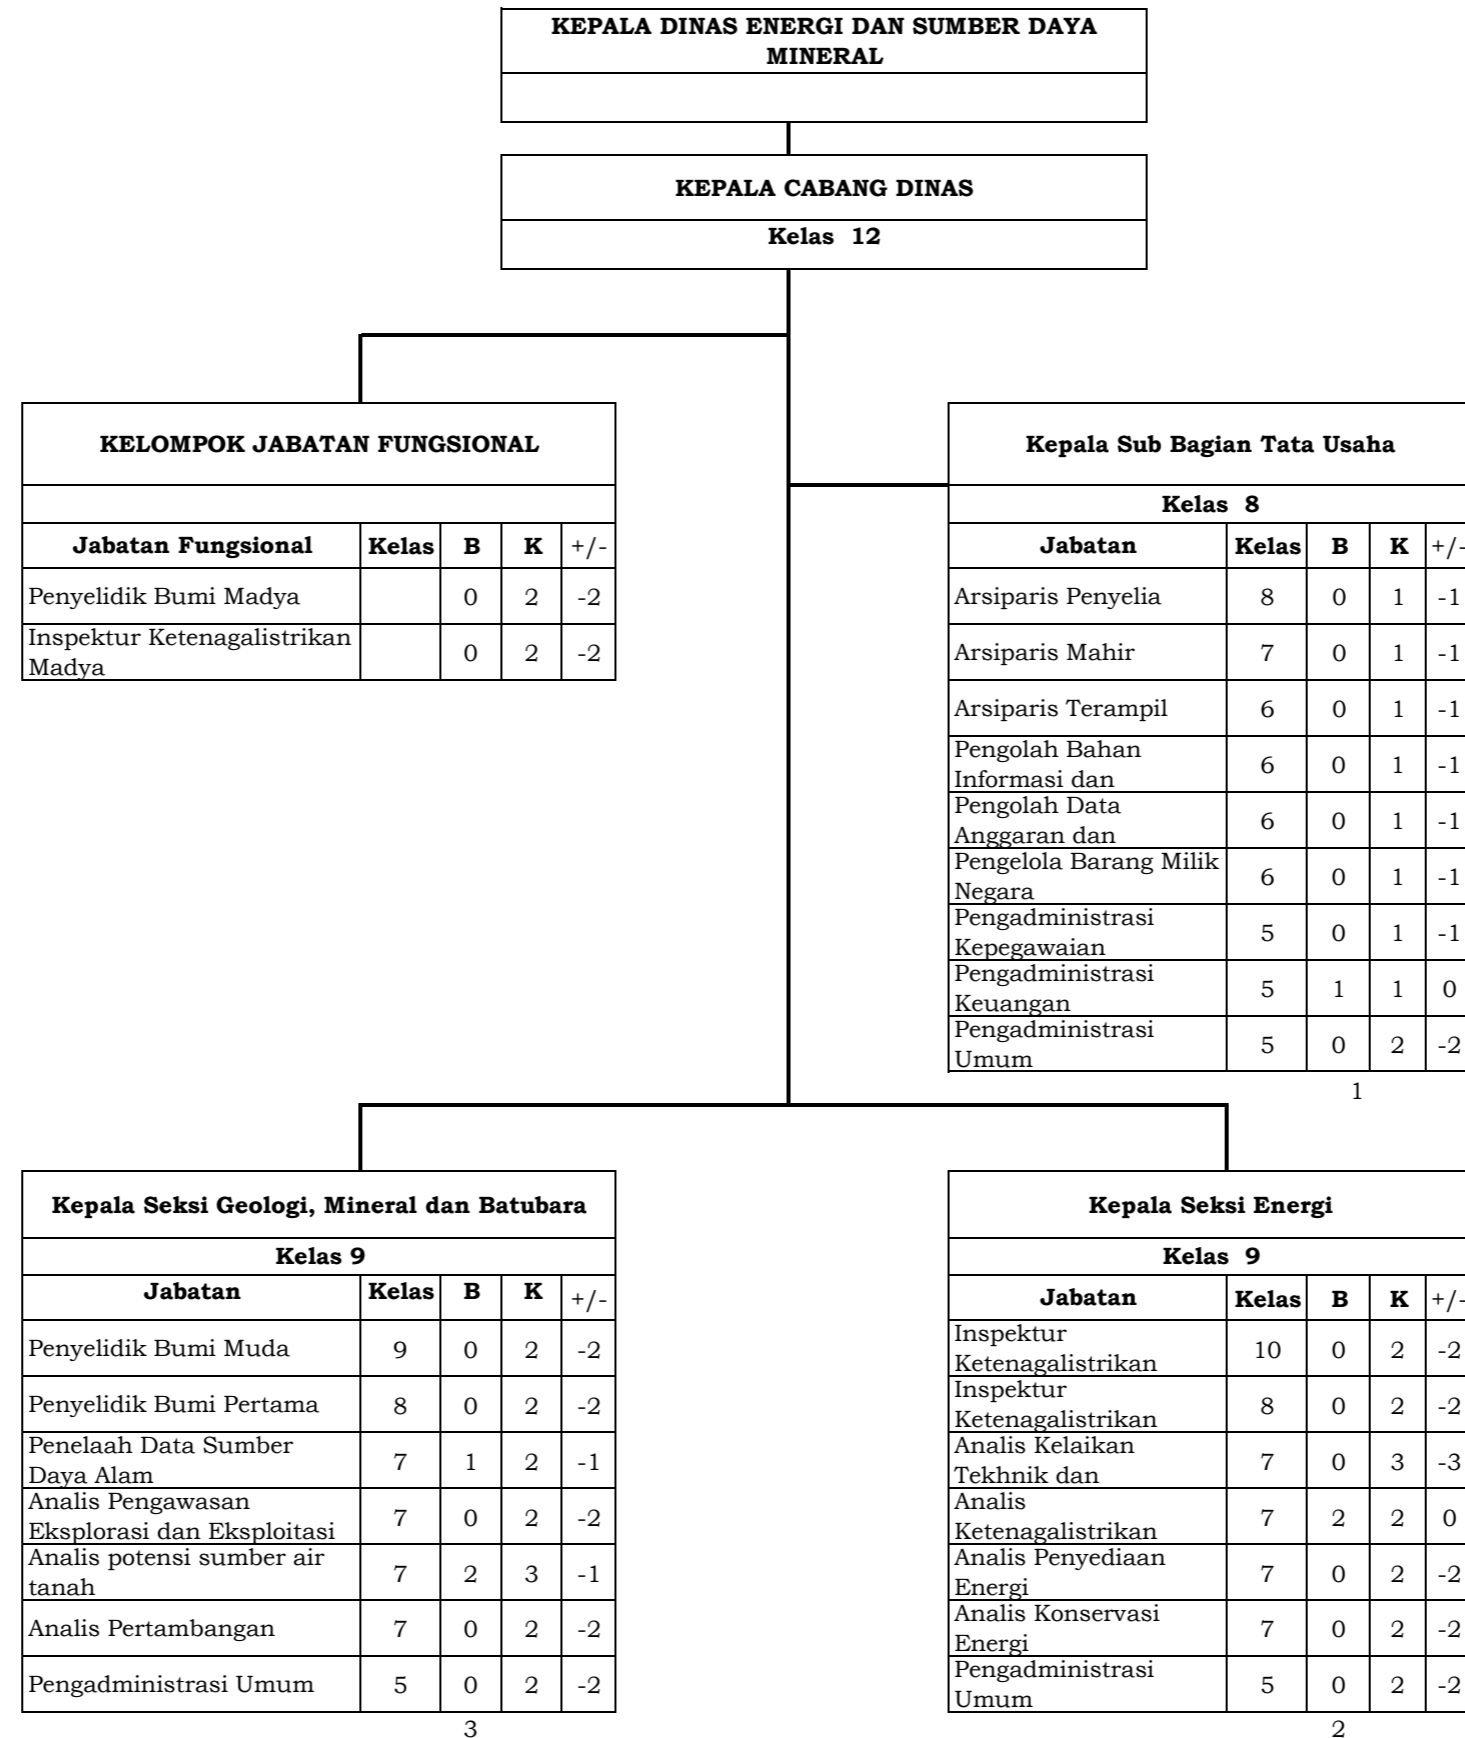 KEPALA DINAS ENERGI DAN SUMBER DAYA
MINERAL
KEPALA CABANG DINAS
Kelas 12
KELOMPOK JABATAN FUNGSIONAL
Jabatan Fungsional Kelas B K +/-
Penyelidik Bumi Madya 0 2 -2
Inspektur Ketenagalistrikan
Madya 0 2 -2
Kepala Sub Bagian Tata Usaha
Kelas 8
Jabatan Kelas B K +/-
Arsiparis Penyelia 8 0 1 -1
Arsiparis Mahir 7 0 1 -1
Arsiparis Terampil 6 0 1 -1
Pengolah Bahan
Informasi dan 6 0 1 -1
Pengolah Data
Anggaran dan 6 0 1 -1
Pengelola Barang Milik
Negara 6 0 1 -1
Pengadministrasi
Kepegawaian 5 0 1 -1
Pengadministrasi
Keuangan 5 1 1 0
Pengadministrasi
Umum 5 0 2 -2
1
Kepala Seksi Geologi, Mineral dan Batubara
Kelas 9
Jabatan Kelas B K +/-
Penyelidik Bumi Muda 9 0 2 -2
Penyelidik Bumi Pertama 8 0 2 -2
Penelaah Data Sumber
Daya Alam 7 1 2 -1
Analis Pengawasan
Eksplorasi dan Eksploitasi 7 0 2 -2
Analis potensi sumber air
tanah 7 2 3 -1
Analis Pertambangan 7 0 2 -2
Pengadministrasi Umum 5 0 2 -2
3
Kepala Seksi Energi
Kelas 9
Jabatan Kelas B K +/-
Inspektur
Ketenagalistrikan 10 0 2 -2
Inspektur
Ketenagalistrikan 8 0 2 -2
Analis Kelaikan
Tekhnik dan 7 0 3 -3
Analis
Ketenagalistrikan 7 2 2 0
Analis Penyediaan
Energi 7 0 2 -2
Analis Konservasi
Energi 7 0 2 -2
Pengadministrasi
Umum 5 0 2 -2
2